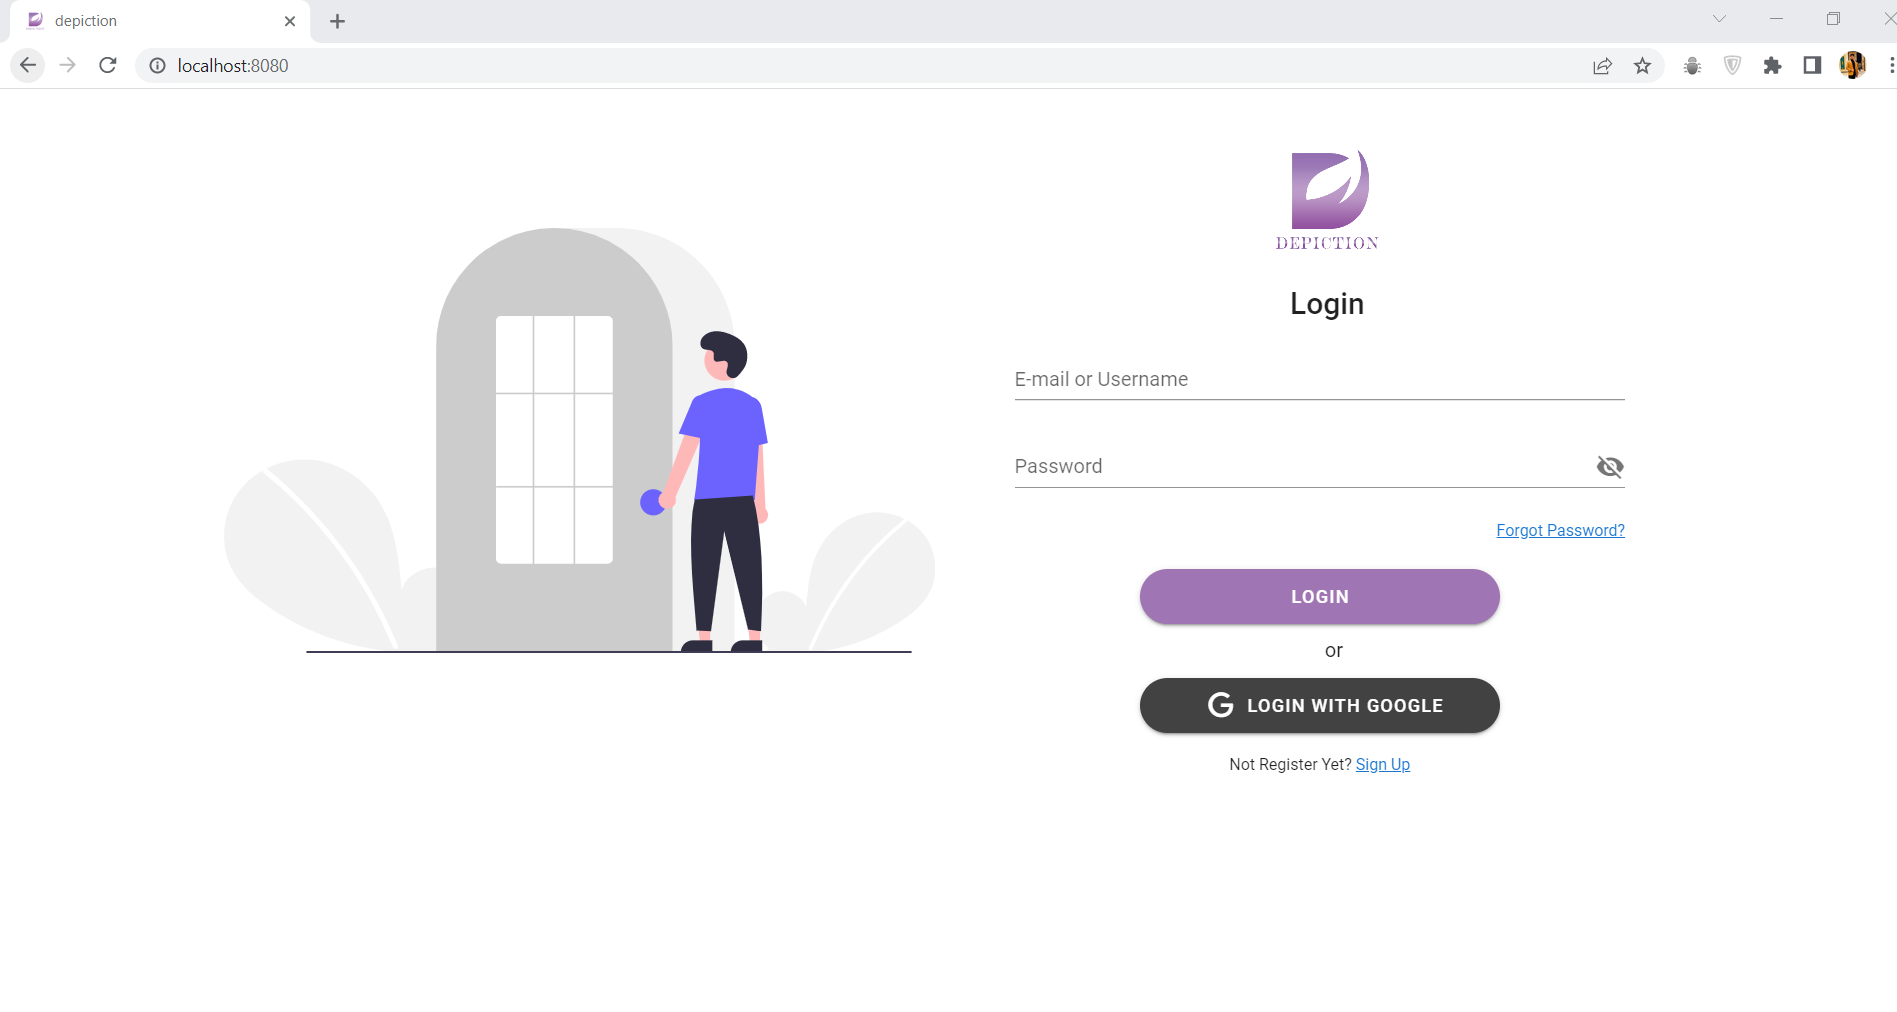 depiction
localhost:8080
DEPICTION
Login
E-mail or Username
Password
Forgot Password?
LOGIN
or
G LOGIN WITH GOOGLE
Not Register Yet? Sign Up